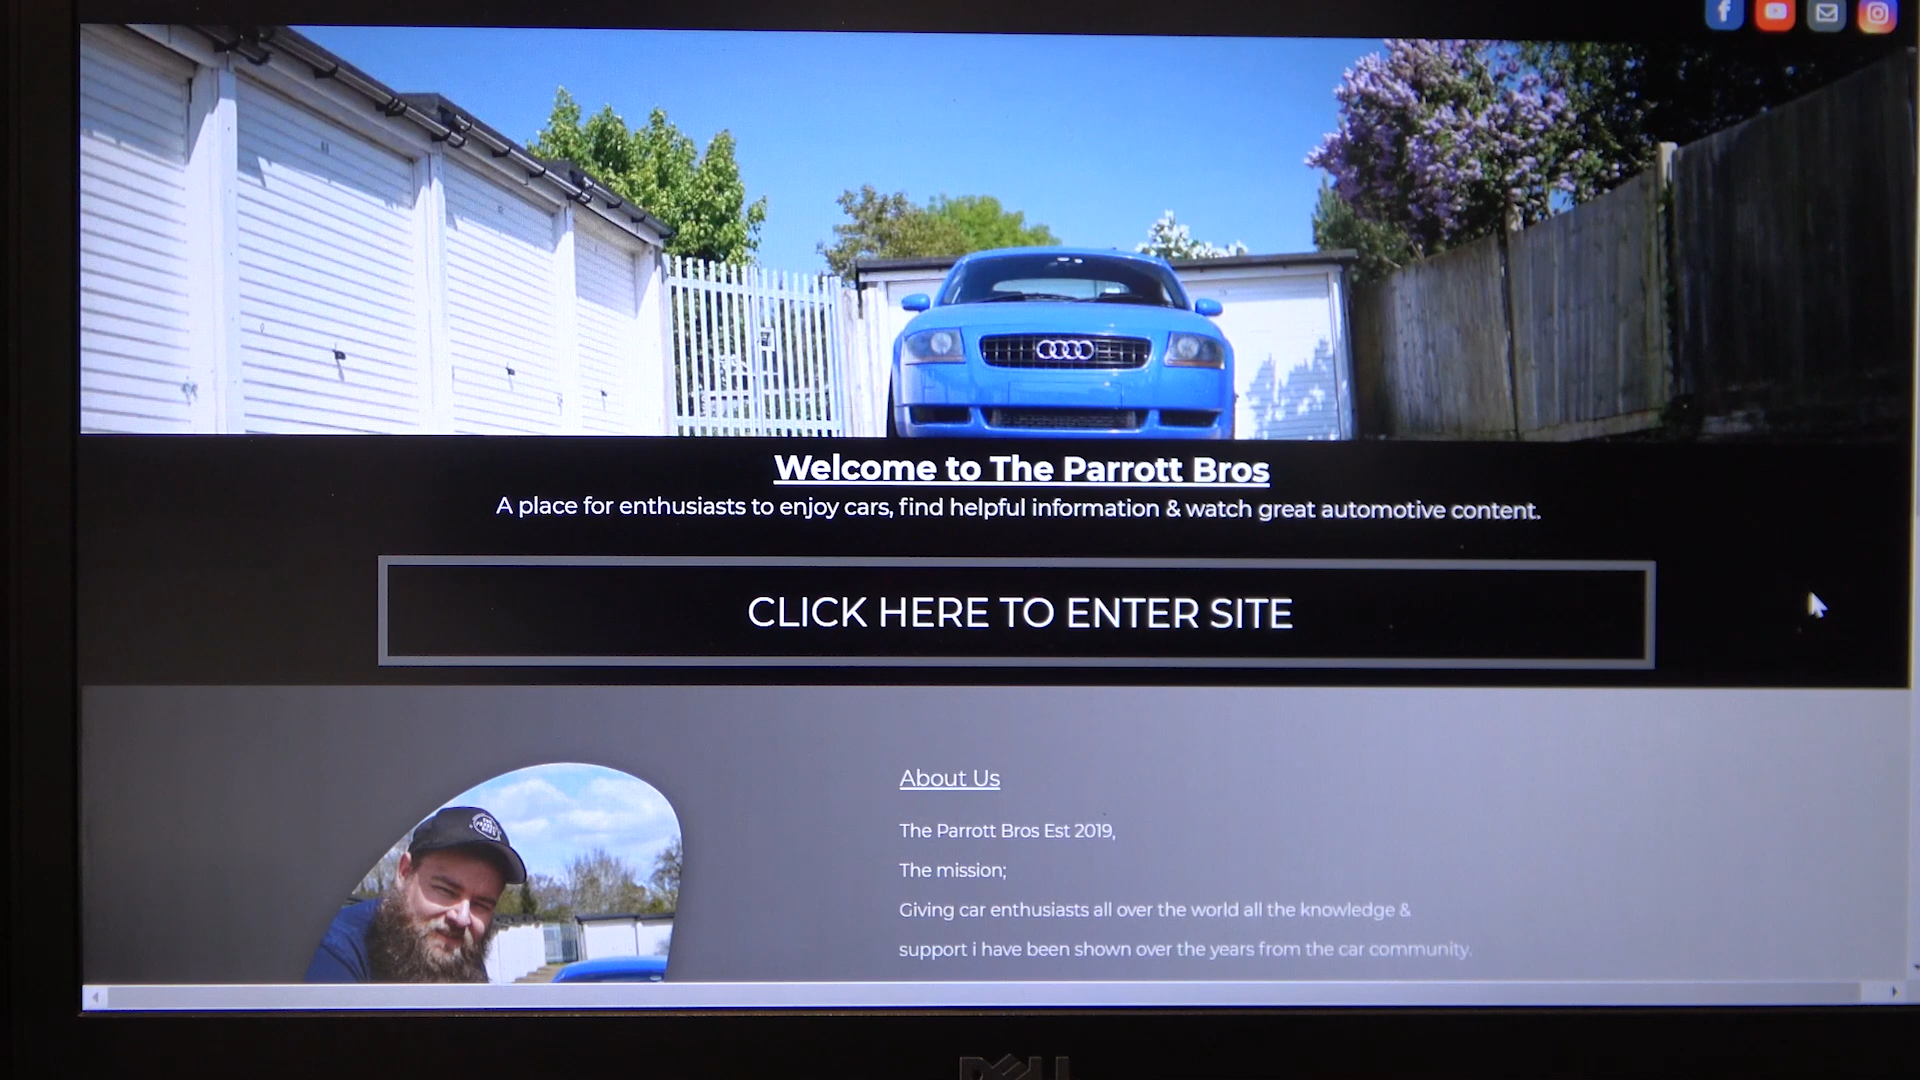 Welcome to The Parrott Bros
A place for enthusiasts to enjoy cars, find helpful information & watch great automotive content.
CLICK HERE TO ENTER SITE
About Us
The Parrott Bros Est 2019,
The mission;
Giving car enthusiasts all over the world all the knowledge &
support i have been shown over the years from the car community.
DELL